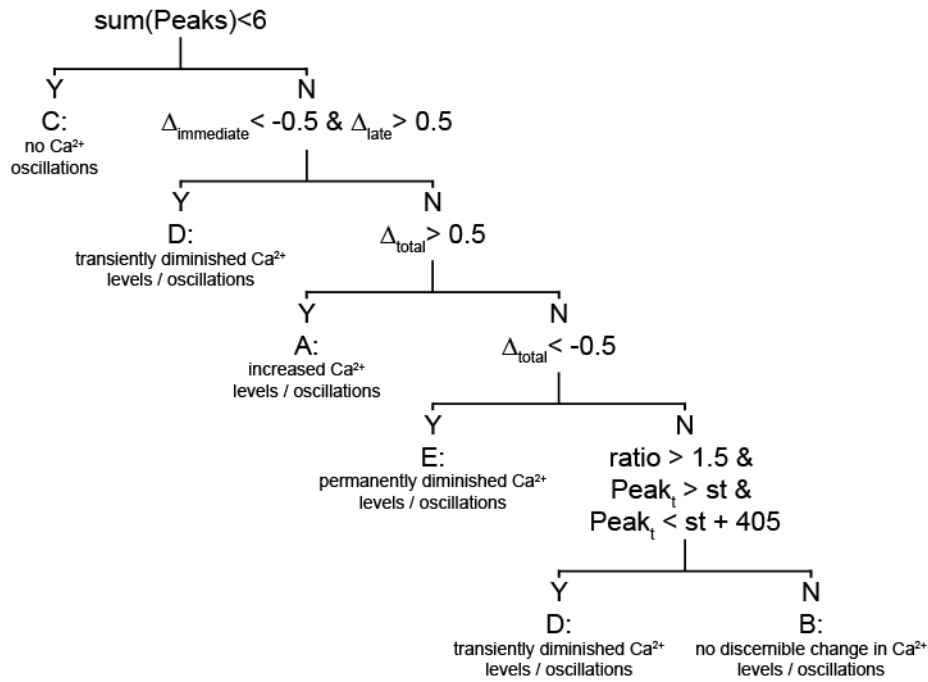 sum(Peaks)<6
Y N
C: Δimmediate< -0.5 & Δlate> 0.5
no Ca²⁺
oscillations
Y N
D: Δtotal> 0.5
transiently diminished Ca²⁺
levels / oscillations
Y N
A: Δtotal< -0.5
increased Ca²⁺
levels / oscillations
Y N
E: ratio > 1.5 &
permanently diminished Ca²⁺ Peakt > st &
levels / oscillations Peakt < st + 405
Y N
D: B:
transiently diminished Ca²⁺ no discernible change in Ca²⁺
levels / oscillations levels / oscillations